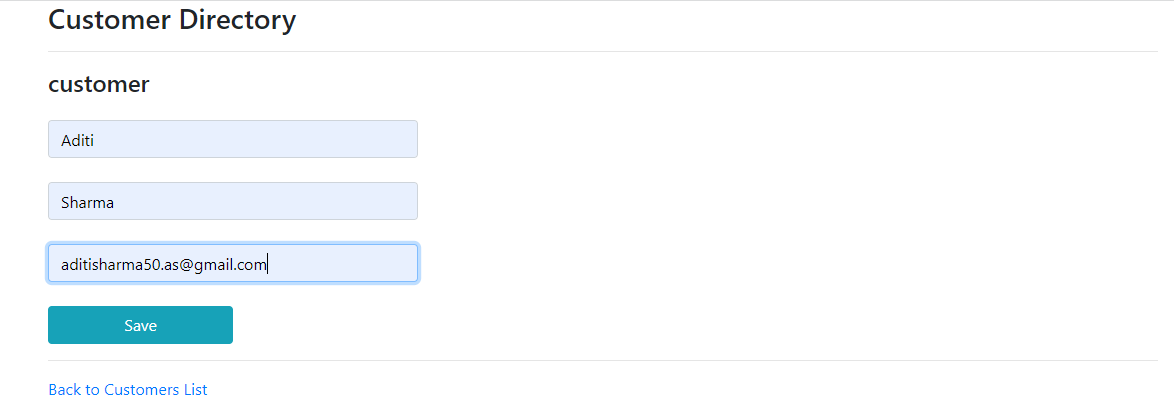 Customer Directory
customer
Aditi
Sharma
aditisharma50.as@gmail.com
Save
Back to Customers List